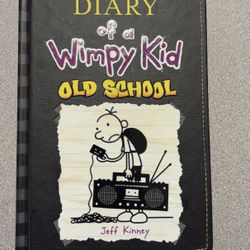 DIARY
of a
Wimpy Kid
OLD SCHOOL
Jeff Kinney